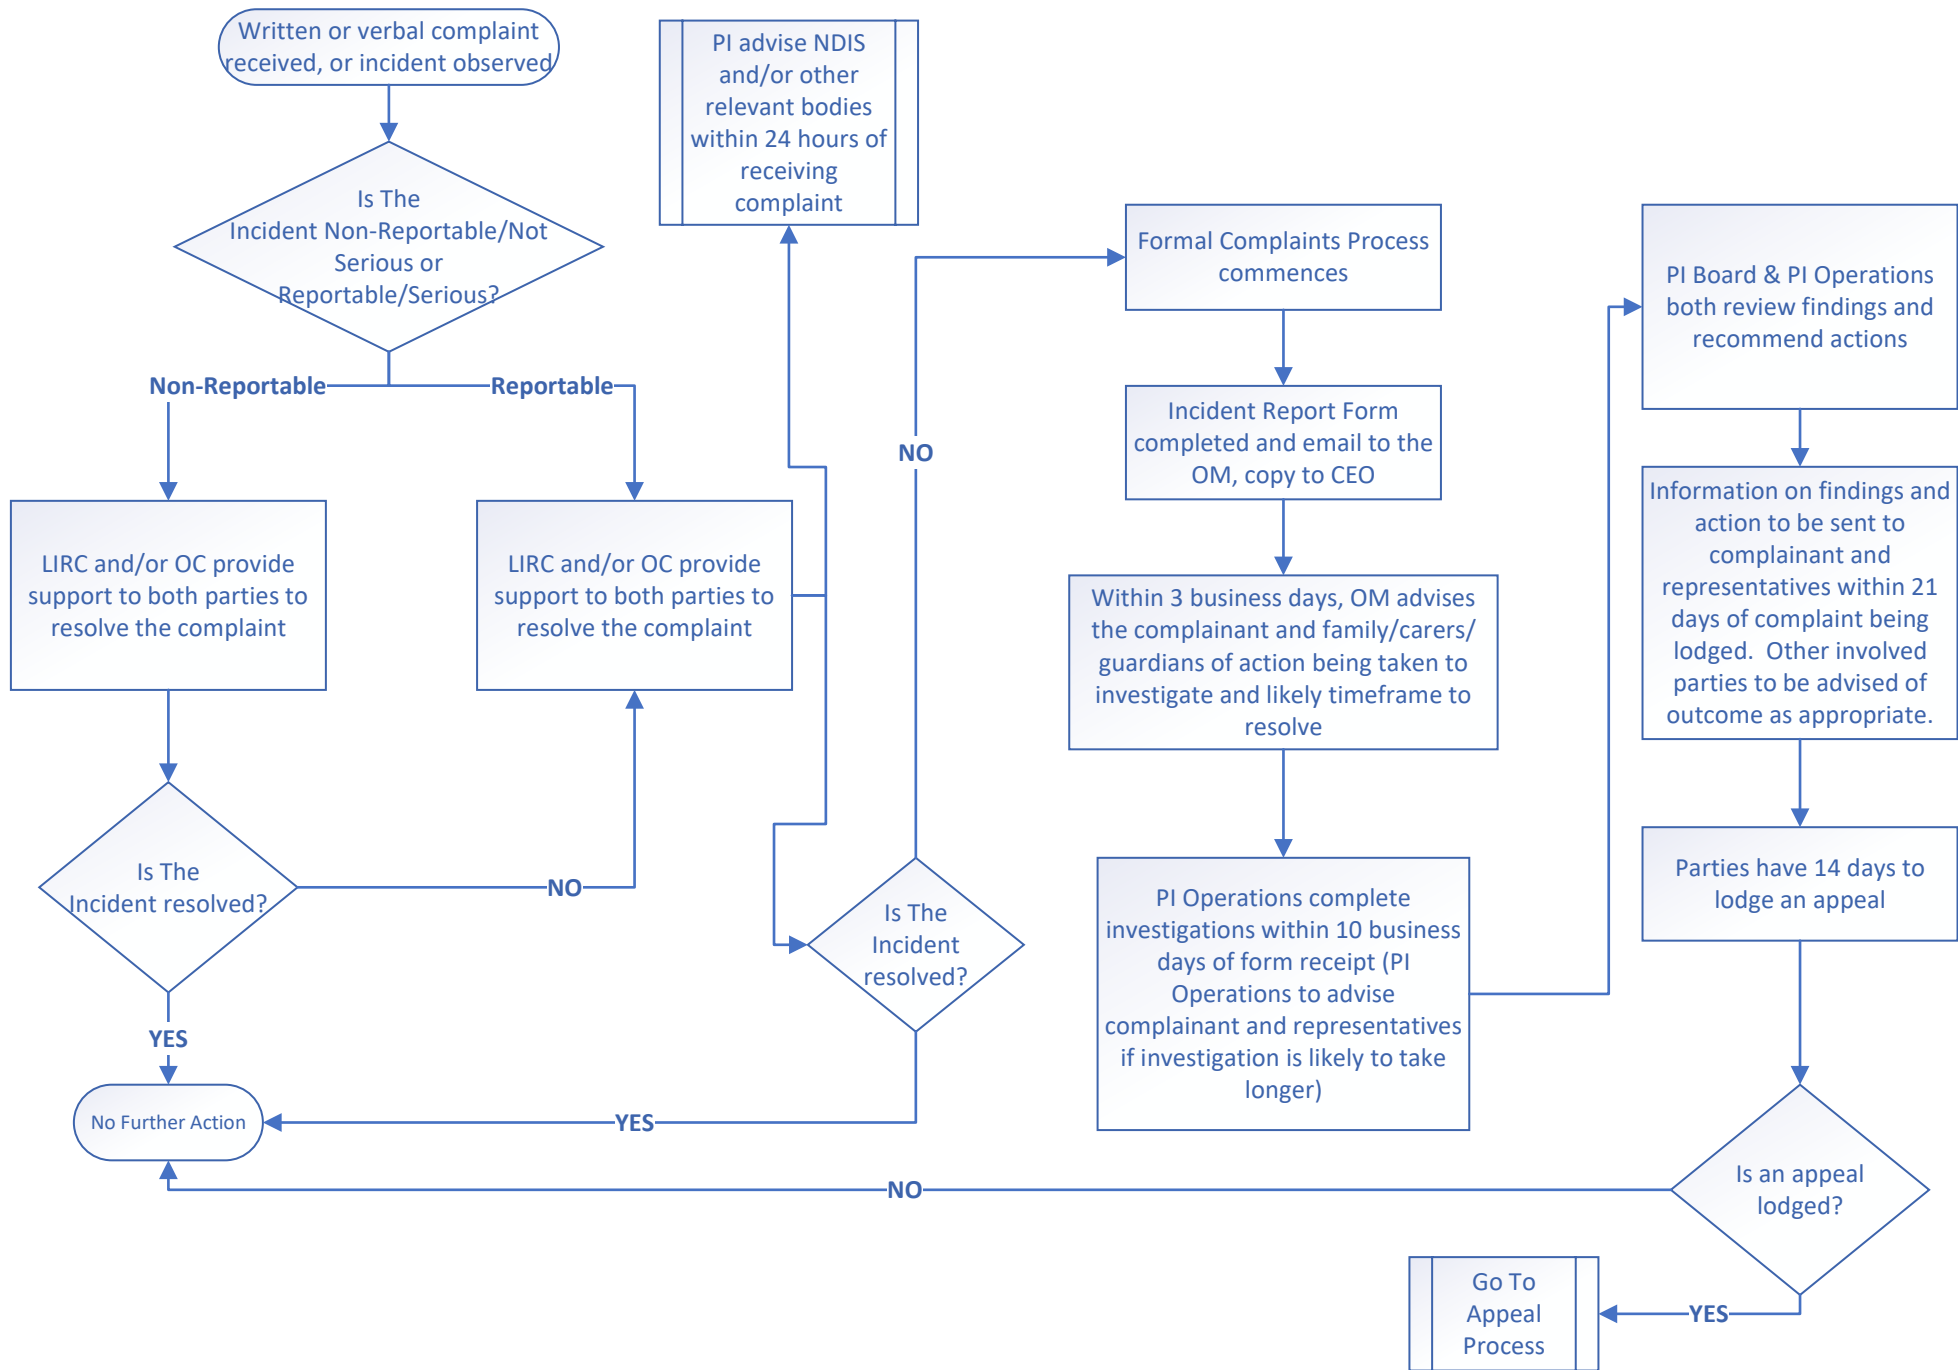 Written or verbal complaint
received, or incident observed
Is The
Incident Non-Reportable/Not
Serious or
Reportable/Serious?
Non-Reportable
Reportable
LIRC and/or OC provide
support to both parties to
resolve the complaint
LIRC and/or OC provide
support to both parties to
resolve the complaint
Is The
Incident resolved?
NO
YES
No Further Action
PI advise NDIS
and/or other
relevant bodies
within 24 hours of
receiving
complaint
Is The
Incident
resolved?
YES
NO
Formal Complaints Process
commences
Incident Report Form
completed and email to the
OM, copy to CEO
Within 3 business days, OM advises
the complainant and family/carers/
guardians of action being taken to
investigate and likely timeframe to
resolve
PI Operations complete
investigations within 10 business
days of form receipt (PI
Operations to advise
complainant and representatives
if investigation is likely to take
longer)
PI Board & PI Operations
both review findings and
recommend actions
Information on findings and
action to be sent to
complainant and
representatives within 21
days of complaint being
lodged.  Other involved
parties to be advised of
outcome as appropriate.
Parties have 14 days to
lodge an appeal
Is an appeal
lodged?
NO
YES
Go To
Appeal
Process